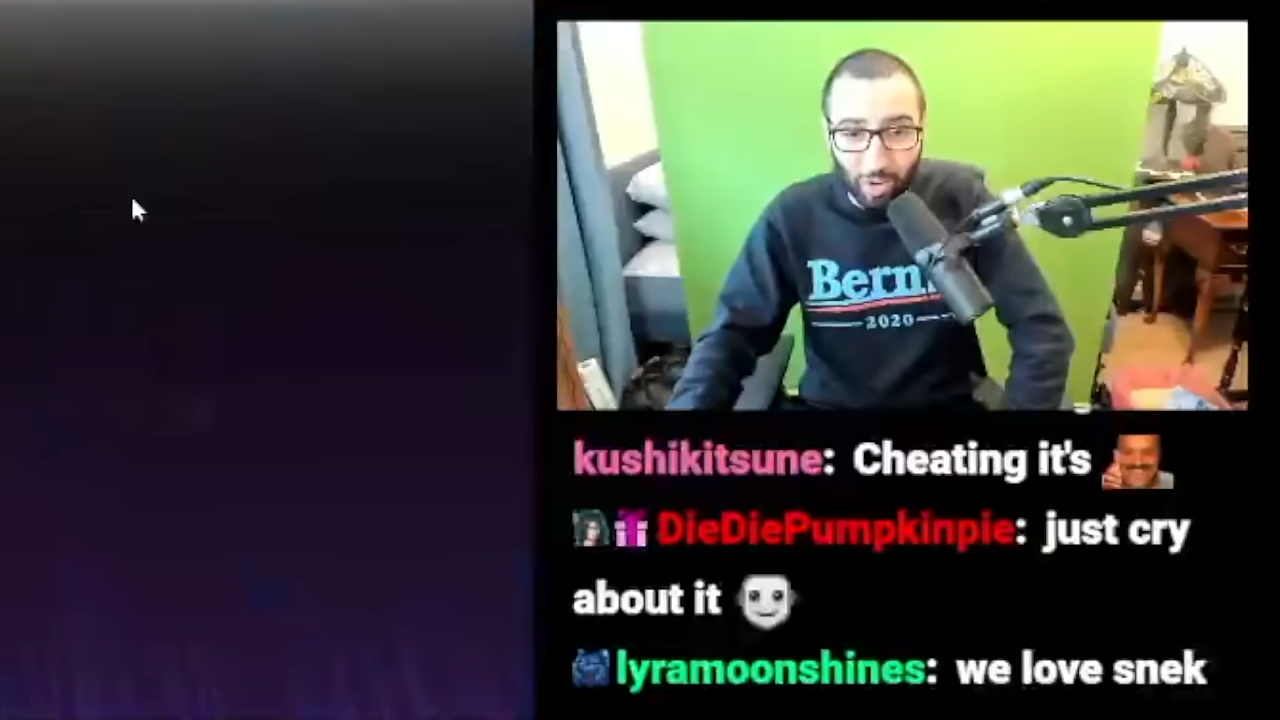 Bern
2020
kushikitsune: Cheating it's
DieDiePumpkinpie: just cry
about it
lyramoonshines: we love snek